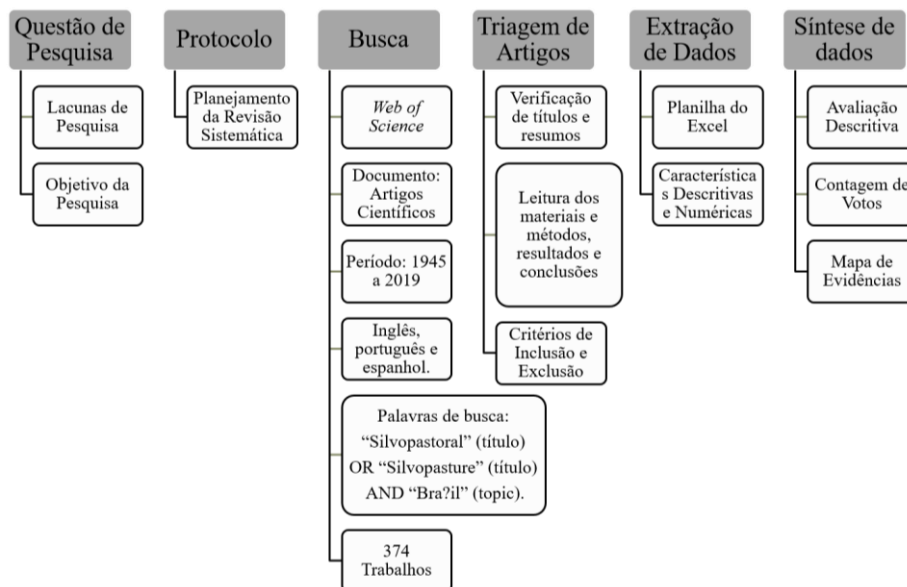 Questão de
Pesquisa
Lacunas de
Pesquisa
Objetivo da
Pesquisa
Protocolo
Planejamento
da Revisão
Sistemática
Busca
Web of
Science
Documento:
Artigos
Científicos
Período: 1945
a 2019
Inglês,
português e
espanhol.
Palavras de busca:
“Silvopastoral” (título)
OR “Silvopasture” (título)
AND “Bra?il” (topic).
374
Trabalhos
Triagem de
Artigos
Verificação
de títulos e
resumos
Leitura dos
materiais e
métodos,
resultados e
conclusões
Critérios de
Inclusão e
Exclusão
Extração
de Dados
Planilha do
Excel
Característica
s Descritivas
e Numéricas
Síntese de
dados
Avaliação
Descritiva
Contagem de
Votos
Mapa de
Evidências